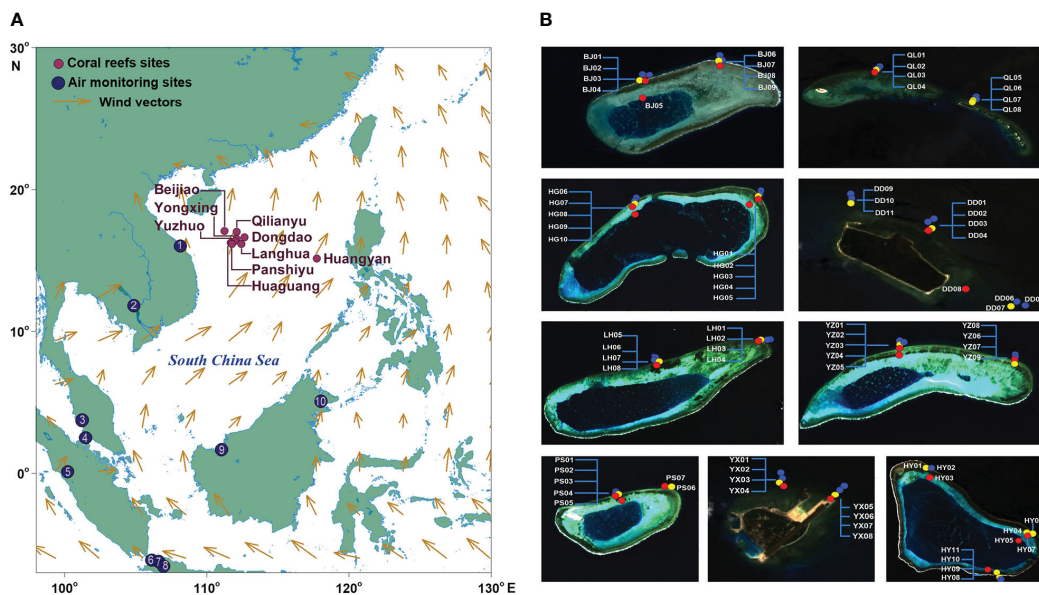 A
B
30°
N
20°
10°
0°
100°
110°
120°
130° E
Coral reefs sites
Air monitoring sites
Wind vectors
Beijiao
Yongxing
Yuzhuo
Qilianyu
Dongdao
Langhua
Huangyan
Panshiyu
Huaguang
South China Sea
1
2
3
4
5
6
7
8
9
10
BJ01
BJ02
BJ03
BJ04
BJ05
BJ06
BJ07
BJ08
BJ09
QL01
QL02
QL03
QL04
QL05
QL06
QL07
QL08
HG06
HG07
HG08
HG09
HG10
HG01
HG02
HG03
HG04
HG05
DD09
DD10
DD11
DD01
DD02
DD03
DD04
DD08
DD06
DD07
LH05
LH06
LH07
LH08
LH01
LH02
LH03
LH04
YZ01
YZ02
YZ03
YZ04
YZ05
YZ08
YZ06
YZ07
YZ09
PS01
PS02
PS03
PS04
PS05
PS07
PS06
YX01
YX02
YX03
YX04
YX05
YX06
YX07
YX08
HY01
HY02
HY03
HY04
HY05
HY07
HY11
HY10
HY09
HY08